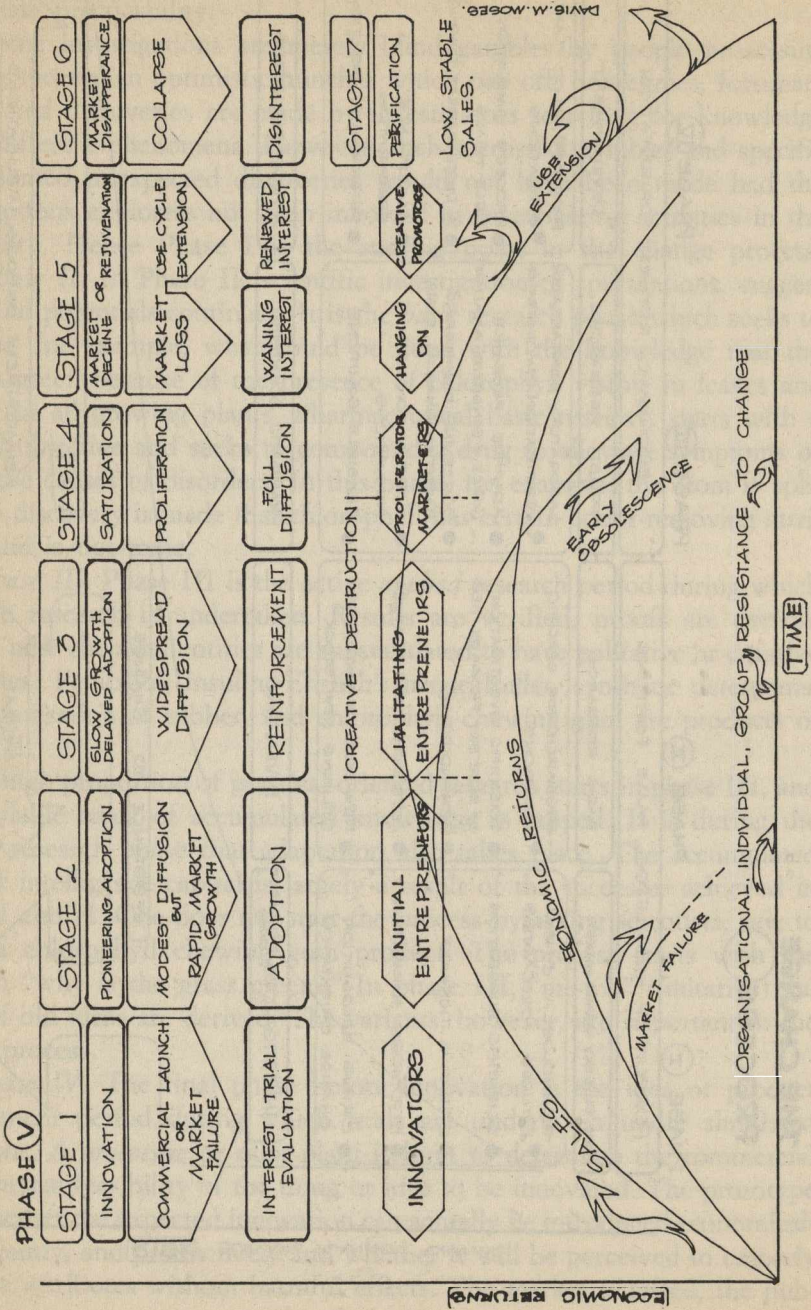 PHASE V
STAGE 1
STAGE 2
STAGE 3
STAGE 4
STAGE 5
STAGE 6
INNOVATION
PIONEERING ADOPTION
SLOW GROWTH
DELAYED ADOPTION
SATURATION
MARKET
DECLINE OR REJUVENATION
MARKET
DISAPPERANCE
COMMERCIAL LAUNCH
OR
MARKET
FAILURE
MODEST DIFFUSION
BUT
RAPID MARKET
GROWTH
WIDESPREAD
DIFFUSION
PROLIFERATION
MARKET
LOSS
USE CYCLE
EXTENSION
COLLAPSE
INTEREST TRIAL
EVALUATION
ADOPTION
REINFORCEMENT
FULL
DIFFUSION
WANING
INTEREST
RENEWED
INTEREST
DISINTEREST
CREATIVE DESTRUCTION
STAGE 7
INNOVATORS
INITIAL
ENTREPRENEURS
IMITATING
ENTREPRENEURS
PROLIFERATOR
MARKETERS
HANGING
ON
CREATIVE
PROMOTORS
PERIFICATION
LOW STABLE
SALES.
SALES
ECONOMIC RETURNS
USE
EXTENSION
EARLY
OBSOLESCENCE
MARKET FAILURE
ECONOMIC RETURNS
ORGANISATIONAL INDIVIDUAL, GROUP, RESISTANCE TO CHANGE
TIME
DAVIS.M.MOSES.